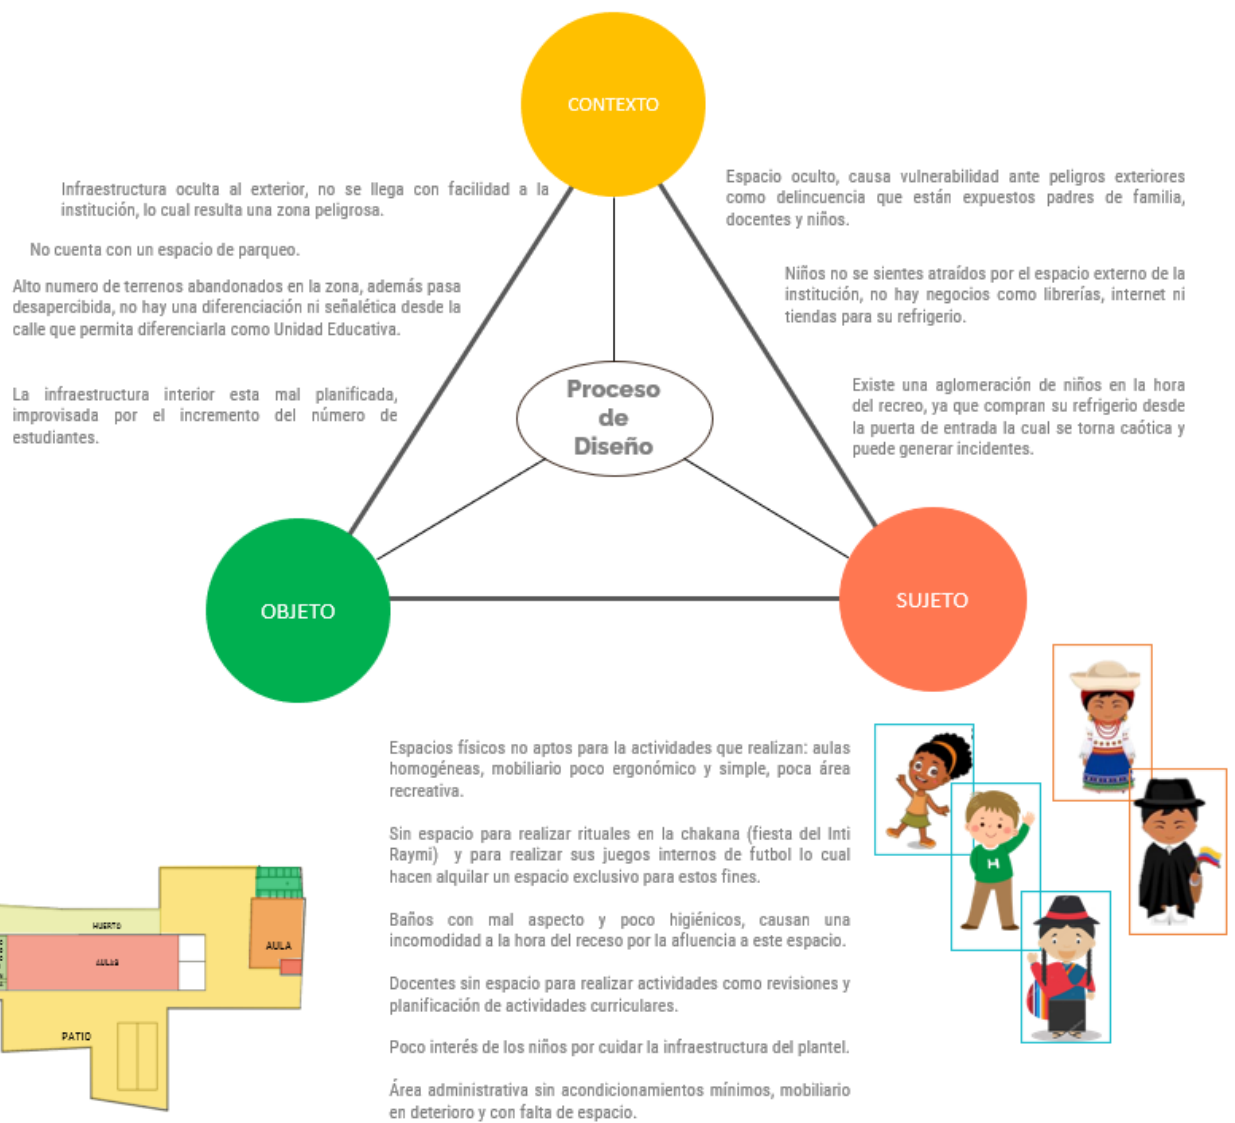 CONTEXTO
Infraestructura oculta al exterior, no se llega con facilidad a la
institución, lo cual resulta una zona peligrosa.
No cuenta con un espacio de parqueo.
Alto numero de terrenos abandonados en la zona, además pasa
desapercibida, no hay una diferenciación ni señalética desde la
calle que permita diferenciarla como Unidad Educativa.
La infraestructura interior esta mal planificada,
improvisada por el incremento del número de
estudiantes.
Espacio oculto, causa vulnerabilidad ante peligros exteriores
como delincuencia que están expuestos padres de familia,
docentes y niños.
Niños no se sientes atraídos por el espacio externo de la
institución, no hay negocios como librerías, internet ni
tiendas para su refrigerio.
Existe una aglomeración de niños en la hora
del recreo, ya que compran su refrigerio desde
la puerta de entrada la cual se torna caótica y
puede generar incidentes.
Proceso
de
Diseño
OBJETO
SUJETO
Espacios físicos no aptos para la actividades que realizan: aulas
homogéneas, mobiliario poco ergonómico y simple, poca área
recreativa.
Sin espacio para realizar rituales en la chakana (fiesta del Inti
Raymi) y para realizar sus juegos internos de futbol lo cual
hacen alquilar un espacio exclusivo para estos fines.
Baños con mal aspecto y poco higiénicos, causan una
incomodidad a la hora del receso por la afluencia a este espacio.
Docentes sin espacio para realizar actividades como revisiones y
planificación de actividades curriculares.
Poco interés de los niños por cuidar la infraestructura del plantel.
Área administrativa sin acondicionamientos mínimos, mobiliario
en deterioro y con falta de espacio.
HUERTO
AULAS
AULA
PATIO
H